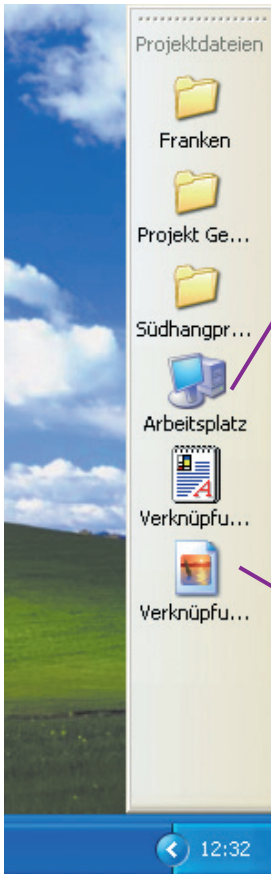 Projektdateien
Franken
Projekt Ge...
Südhangpr...
Arbeitsplatz
Verknüpfu...
Verknüpfu...
12:32